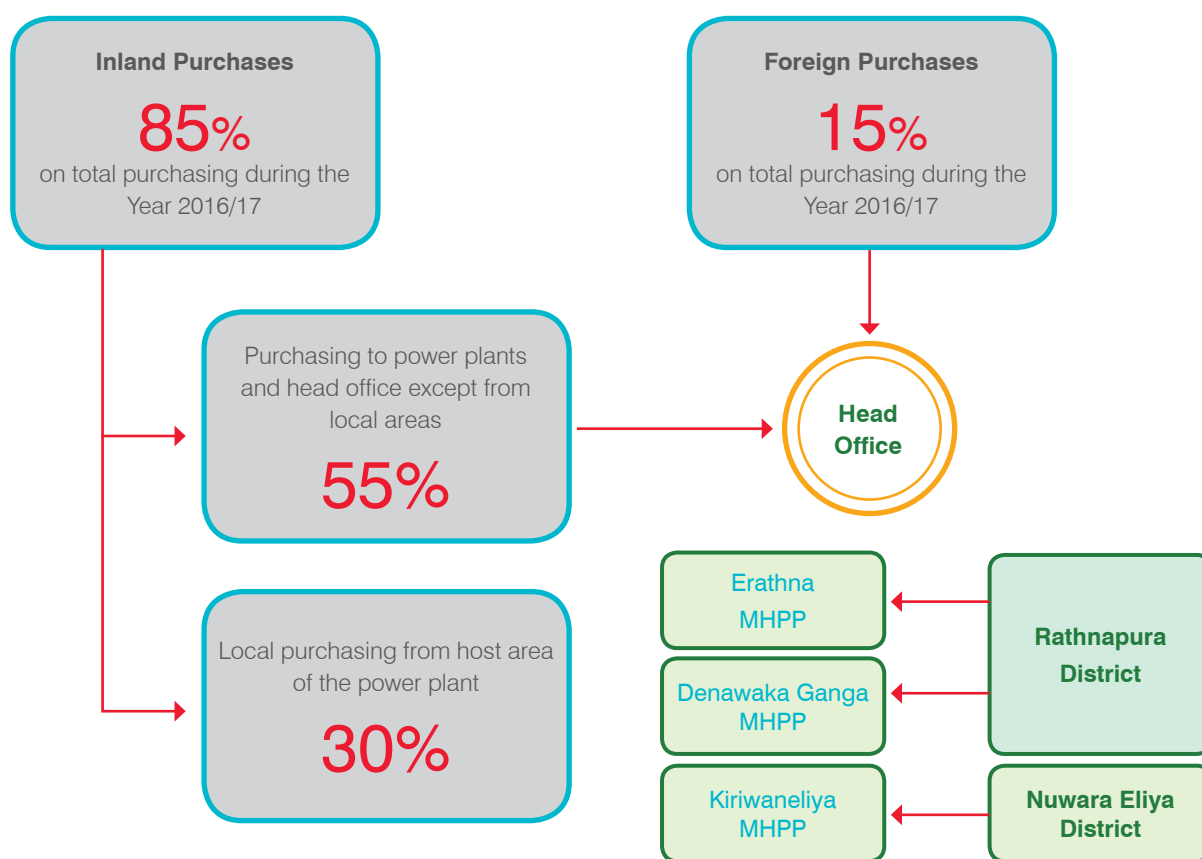 Inland Purchases
85%
on total purchasing during the
Year 2016/17
Foreign Purchases
15%
on total purchasing during the
Year 2016/17
Purchasing to power plants
and head office except from
local areas
55%
Head
Office
Local purchasing from host area
of the power plant
30%
Erathna
MHPP
Denawaka Ganga
MHPP
Kiriwaneliya
MHPP
Rathnapura
District
Nuwara Eliya
District